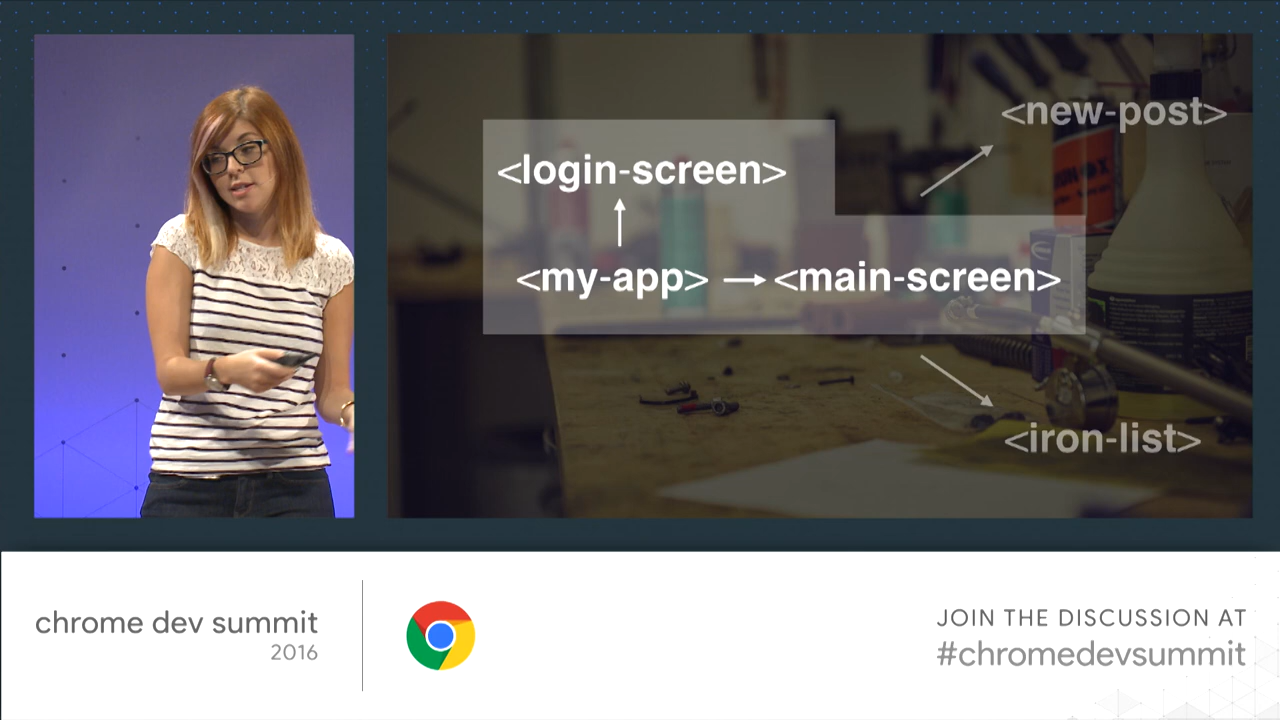 <new-post>
<login-screen>
<my-app>
<main-screen>
<iron-list>
chrome dev summit
2016
JOIN THE DISCUSSION AT
#chromedevsummit